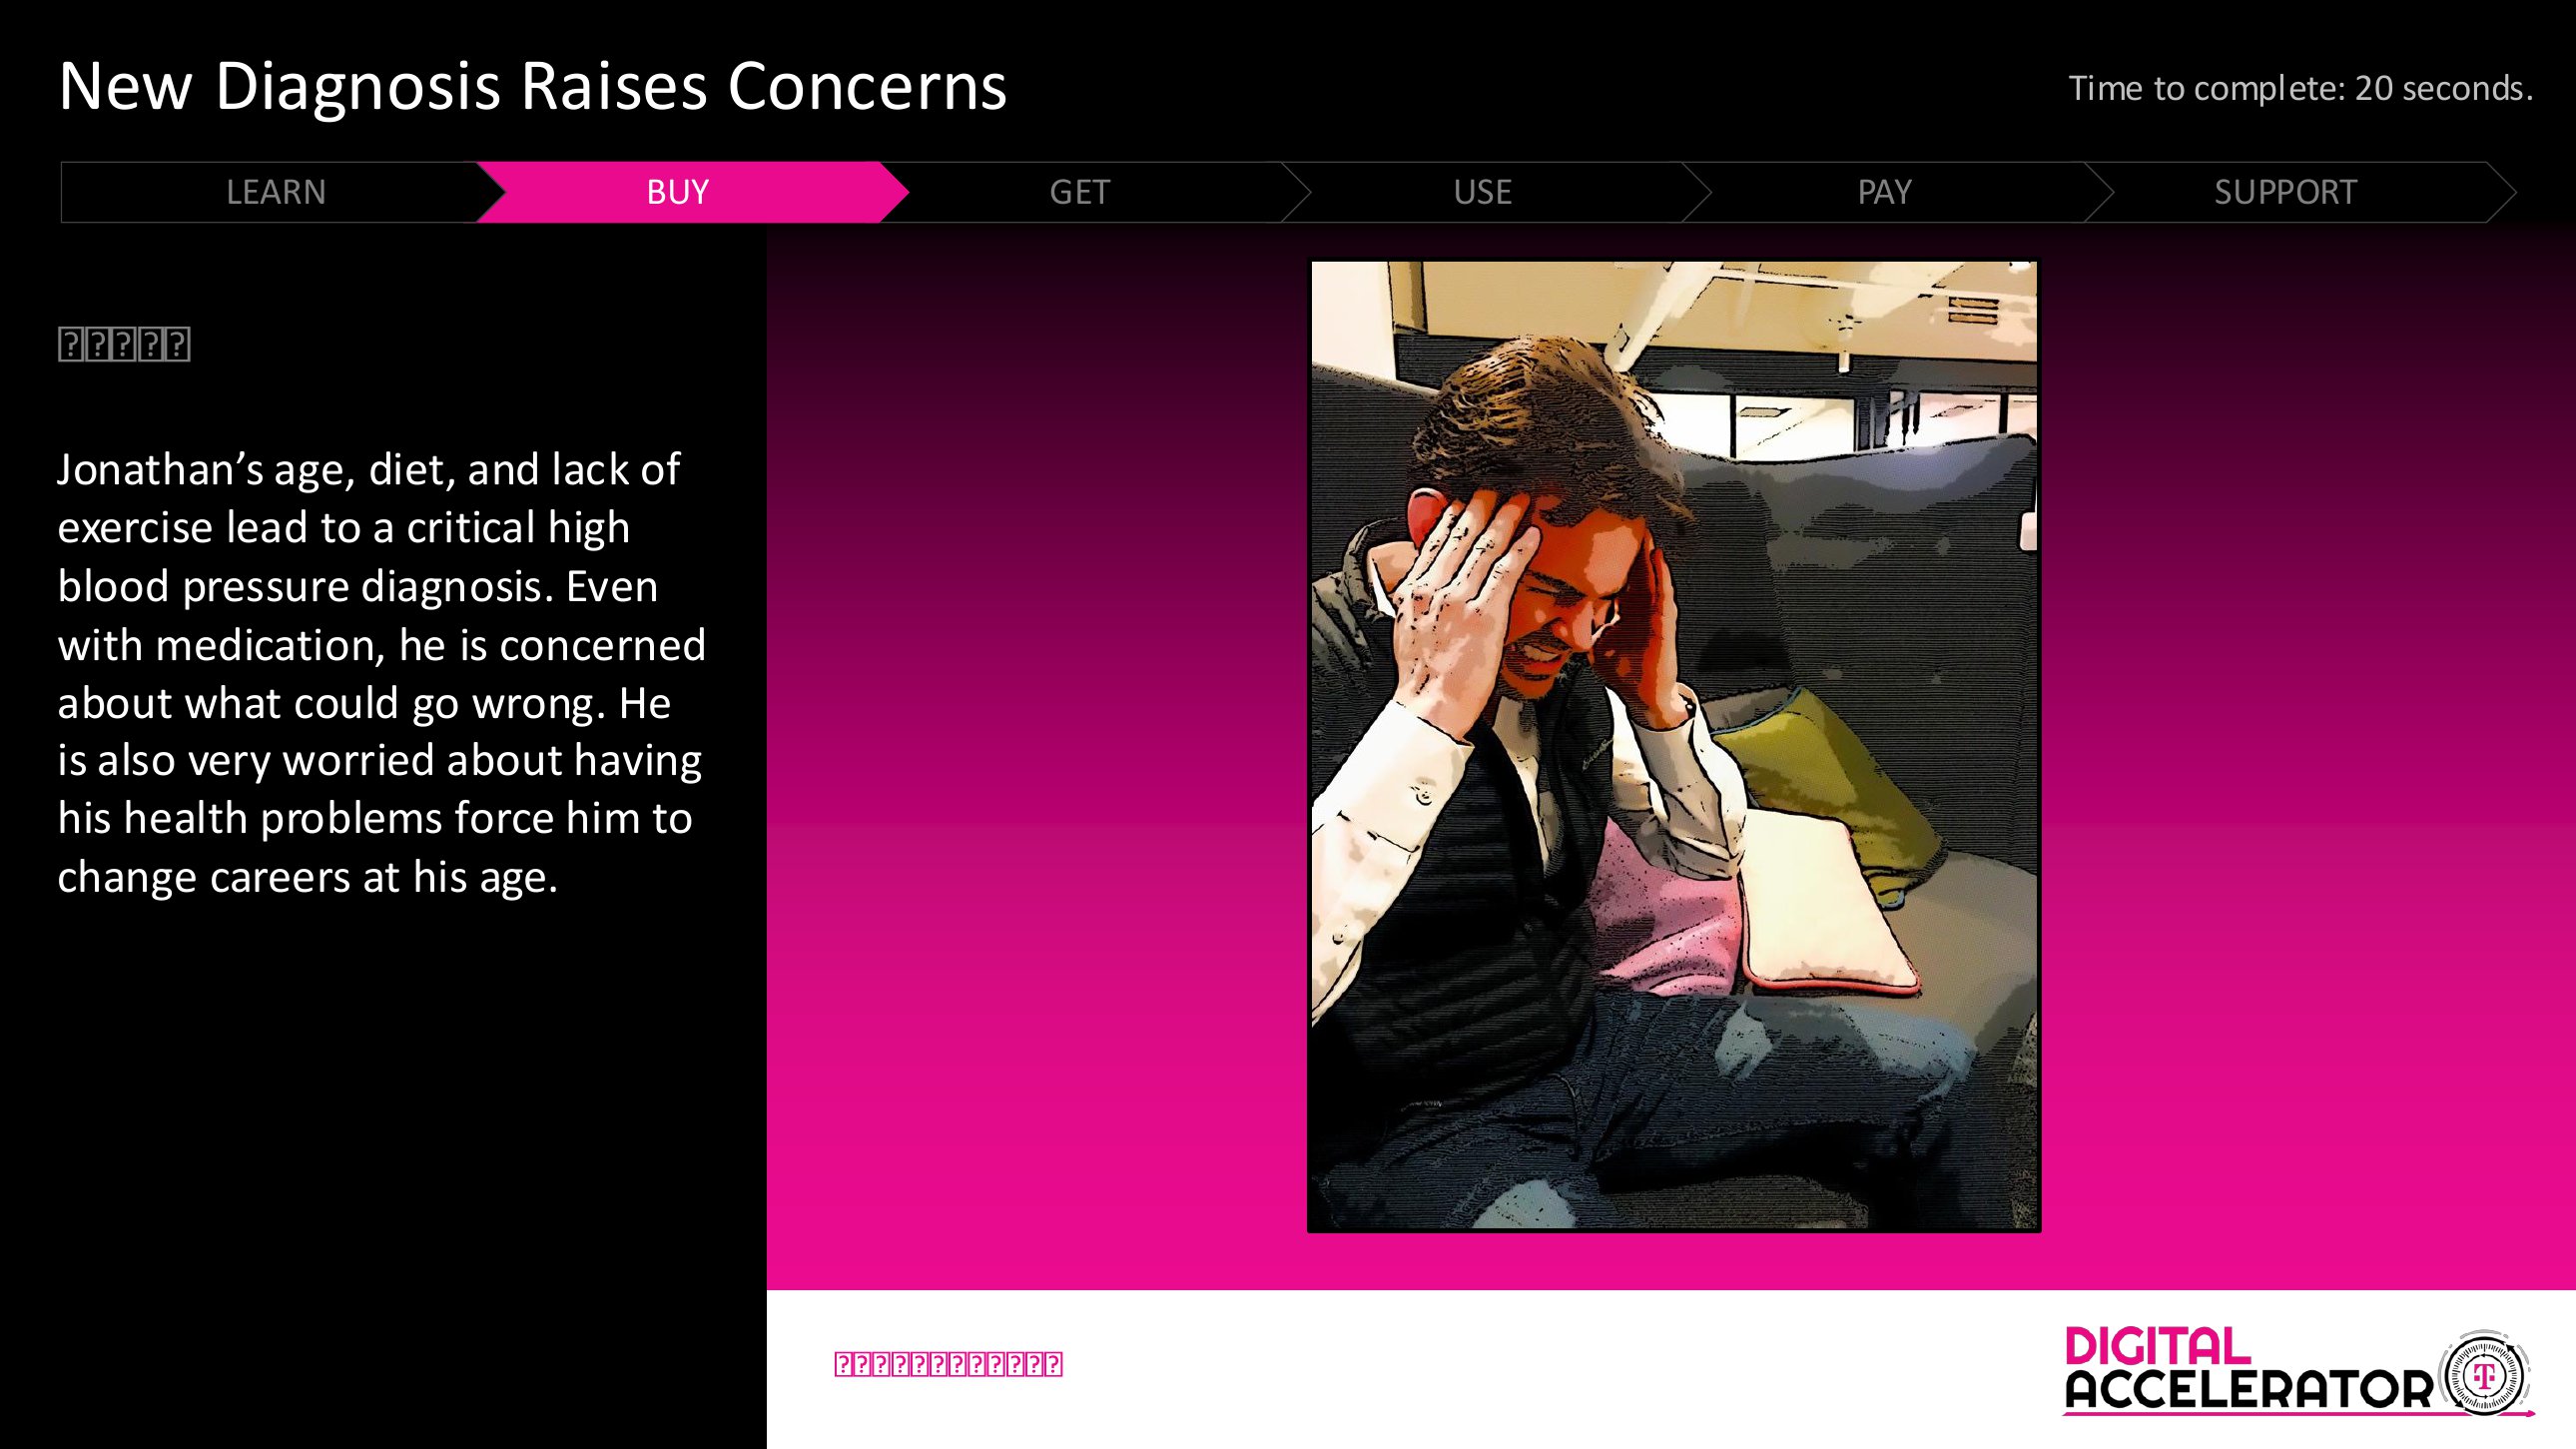 New Diagnosis Raises Concerns
Time to complete: 20 seconds.
LEARN
BUY
GET
USE
PAY
SUPPORT
Jonathan’s age, diet, and lack of
exercise lead to a critical high
blood pressure diagnosis. Even
with medication, he is concerned
about what could go wrong. He
is also very worried about having
his health problems force him to
change careers at his age.
DIGITAL
ACCELERATOR
T